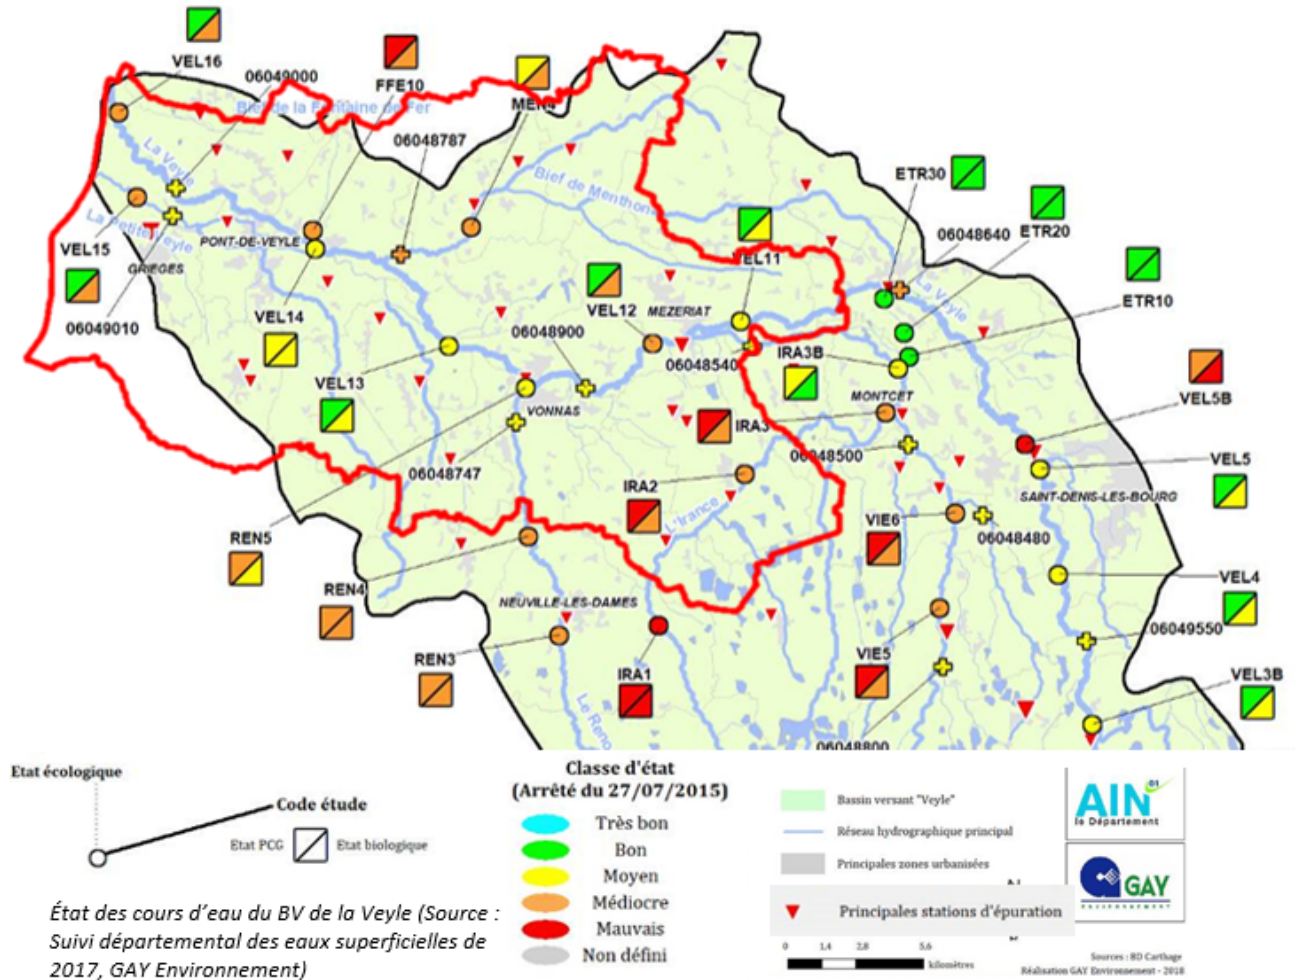 VEL16
06049000
FFE10
Bief de la Fontaine de Fer
MEN4
06048787
La Veyle
Bief de Menthon
ETR30
ETR20
06048640
La Petite Veyle
VEL15
PONT-DE-VEYLE
GRIEGES
VEL11
La Veyle
ETR10
06049010
VEL14
VEL12
MEZERIAT
06048900
06048540
IRA3B
VEL13
VONNAS
MONTCET
VEL5B
IRA3
06048747
06048500
VEL5
IRA2
SAINT-DENIS-LES-BOURG
L'Irance
VIE6
06048480
REN5
REN4
VEL4
NEUVILLE-LES-DAMES
06049550
REN3
IRA1
VIE5
VEL3B
Le Reno
06048800
Etat écologique
Code étude
Etat PCG
Etat biologique
Classe d'état
(Arrêté du 27/07/2015)
Très bon
Bon
Moyen
Médiocre
Mauvais
Non défini
Bassin versant "Veyle"
Réseau hydrographique principal
Principales zones urbanisées
Principales stations d'épuration
0 1,4 2,8 5,6
kilomètres
AIN 01
le Département
GAY
ENVIRONNEMENT
Sources : BD Carthage
Réalisation GAY Environnement - 2018
État des cours d'eau du BV de la Veyle (Source :
Suivi départemental des eaux superficielles de
2017, GAY Environnement)